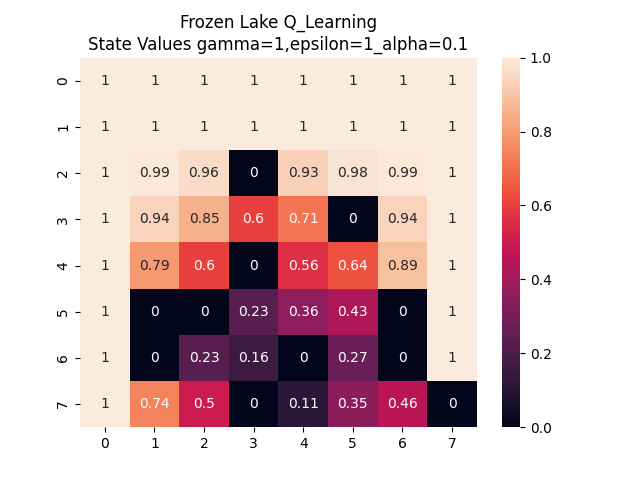 Frozen Lake Q_Learning
State Values gamma=1,epsilon=1_alpha=0.1
0 1 1 1 1 1 1 1 1
1 1 1 1 1 1 1 1 1
2 1 0.99 0.96 0 0.93 0.98 0.99 1
3 1 0.94 0.85 0.6 0.71 0 0.94 1
4 1 0.79 0.6 0 0.56 0.64 0.89 1
5 1 0 0 0.23 0.36 0.43 0 1
6 1 0 0.23 0.16 0 0.27 0 1
7 1 0.74 0.5 0 0.11 0.35 0.46 0
0 1 2 3 4 5 6 7
1.0
0.8
0.6
0.4
0.2
0.0